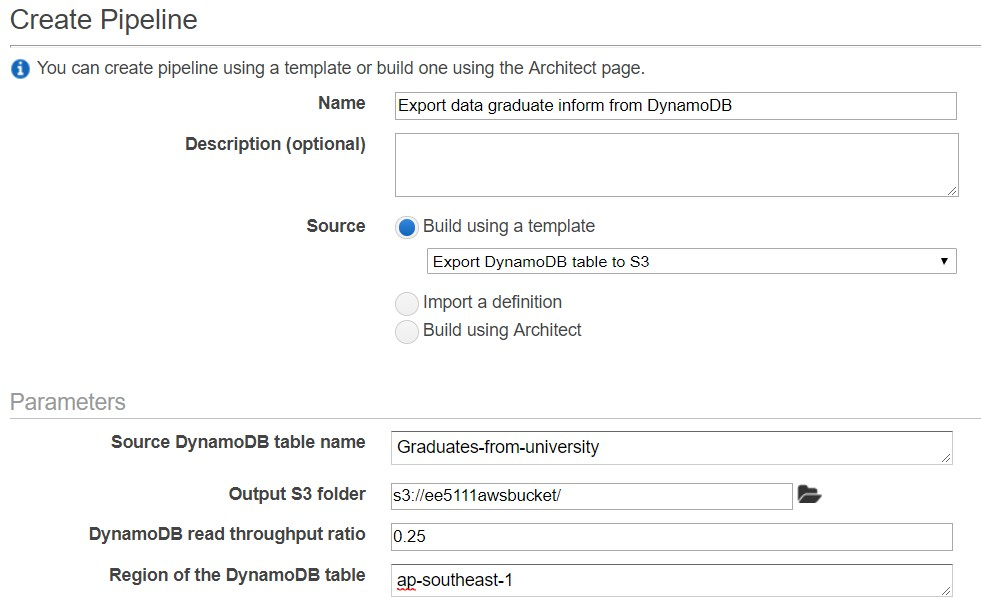 Create Pipeline
You can create pipeline using a template or build one using the Architect page.
Name Export data graduate inform from DynamoDB
Description (optional)
Source Build using a template
Export DynamoDB table to S3
Import a definition
Build using Architect
Parameters
Source DynamoDB table name Graduates-from-university
Output S3 folder s3://ee5111awsbucket/
DynamoDB read throughput ratio 0.25
Region of the DynamoDB table ap-southeast-1